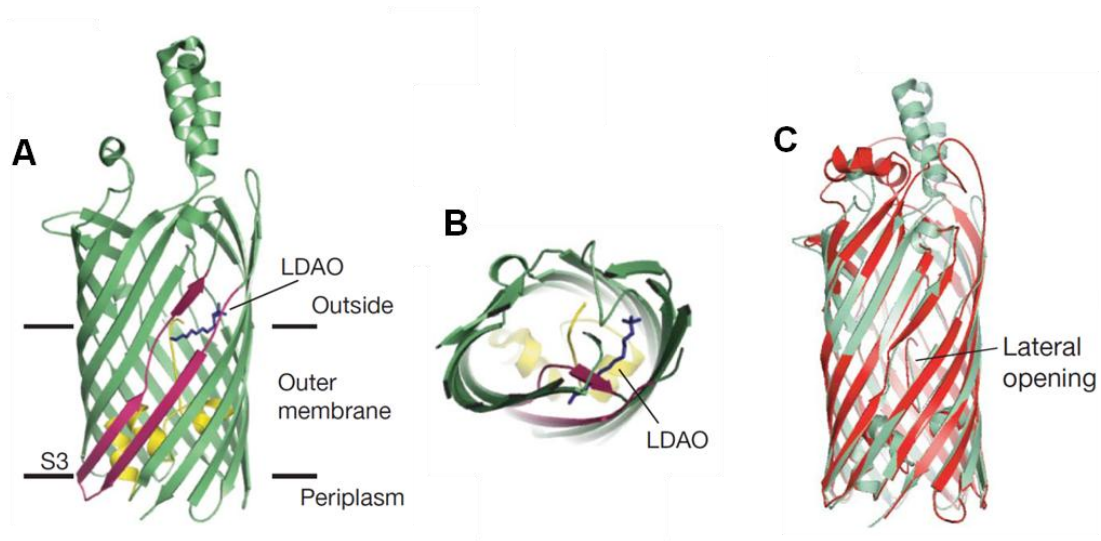 A
LDAO
Outside
Outer
membrane
S3
Periplasm
B
LDAO
C
Lateral
opening